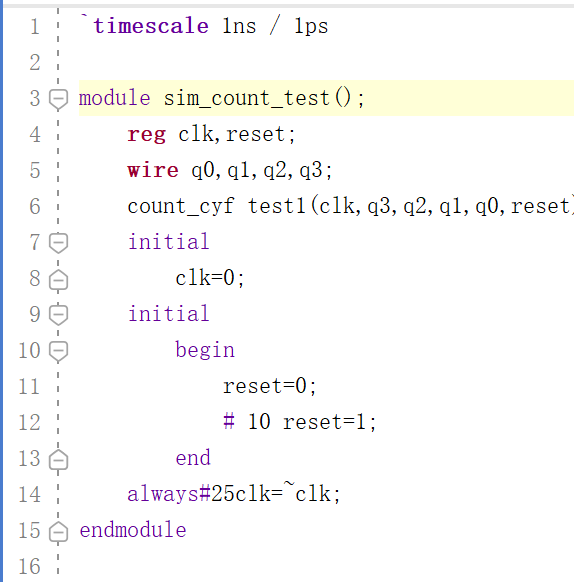 1 `timescale 1ns / 1ps
2
3 module sim_count_test();
4 reg clk,reset;
5 wire q0,q1,q2,q3;
6 count_cyf test1(clk,q3,q2,q1,q0,reset)
7 initial
8 clk=0;
9 initial
10 begin
11 reset=0;
12 # 10 reset=1;
13 end
14 always#25clk=~clk;
15 endmodule
16